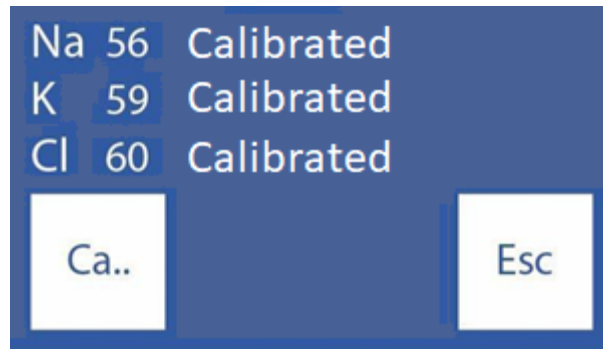 Na 56 Calibrated
K 59 Calibrated
Cl 60 Calibrated
Ca.. Esc